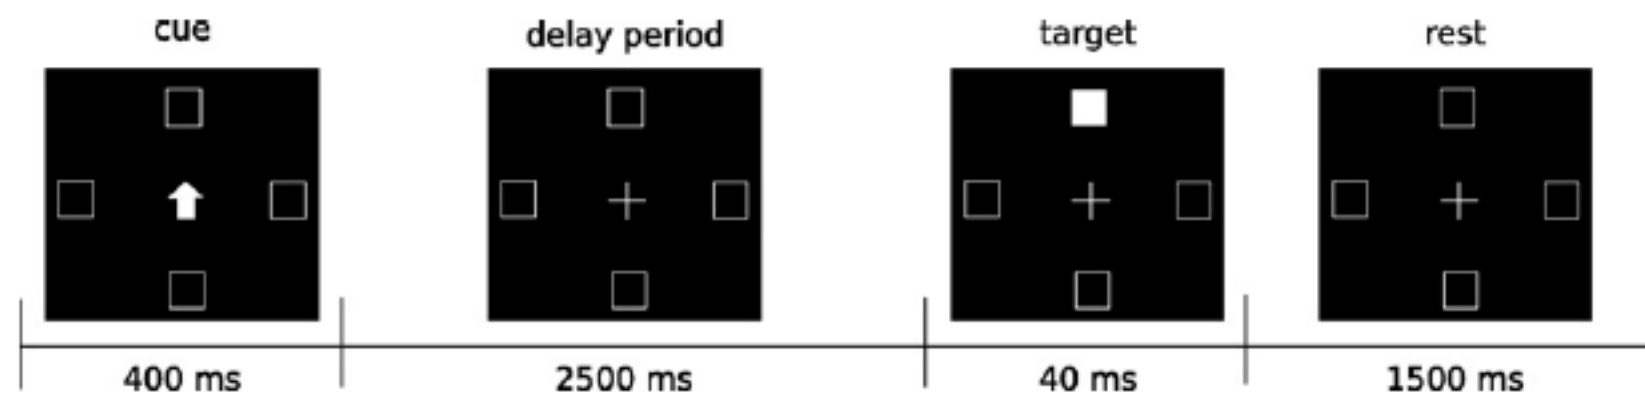 cue
delay period
target
rest
400 ms
2500 ms
40 ms
1500 ms